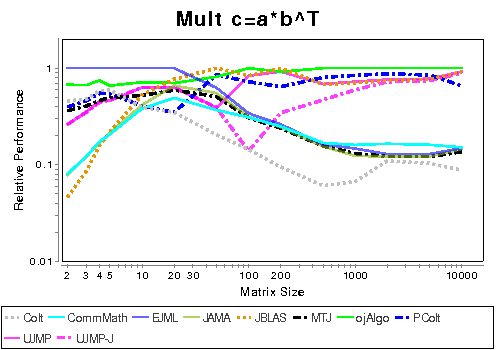 Mult c=a*b^T
Relative Performance
1
0.1
0.01
2 3 4 5 10 20 30 100 200 1000 10000
Matrix Size
Colt CommMath EJML JAMA JBLAS MTJ ojAlgo PColt
UJMP UJMP-J